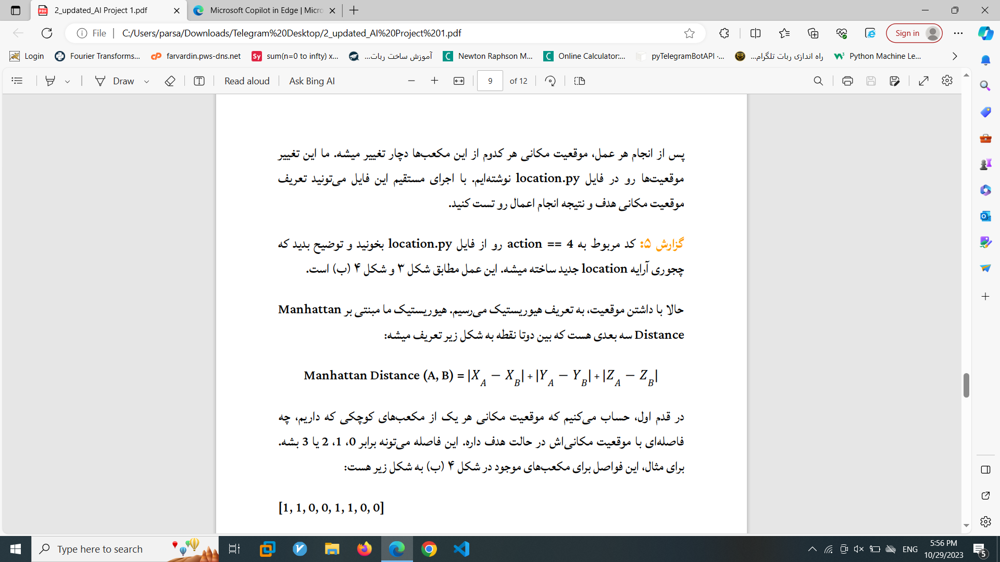 2_updated_AI Project 1.pdf
Microsoft Copilot in Edge | Micro
File
C:/Users/parsa/Downloads/Telegram%20Desktop/2_updated_AI%20Project%201.pdf
Sign in
Login
Fourier Transforms...
farvardin.pws-dns.net
sum(n=0 to infty) x...
آموزش ساخت ربات...
Newton Raphson M...
Online Calculator:...
pyTelegramBotAPI ·...
راه اندازی ربات تلگرام...
Python Machine Le...
Draw
Read aloud
Ask Bing AI
9
of 12
پس از انجام هر عمل، موقعیت مکانی هر کدوم از این مکعب‌ها دچار تغییر میشه. ما این تغییر
موقعیت‌ها رو در فایل location.py نوشته‌ایم. با اجرای مستقیم این فایل می‌تونید تعریف
موقعیت مکانی هدف و نتیجه انجام اعمال رو تست کنید.
گزارش ۵: کد مربوط به action == 4 رو از فایل location.py بخونید و توضیح بدید که
چجوری آرایه location جدید ساخته میشه. این عمل مطابق شکل ۳ و شکل ۴ (ب) است.
حالا با داشتن موقعیت، به تعریف هیوریستیک می‌رسیم. هیوریستیک ما مبنتی بر Manhattan
Distance سه بعدی هست که بین دوتا نقطه به شکل زیر تعریف میشه:
Manhattan Distance (A, B) = |X_A − X_B| + |Y_A − Y_B| + |Z_A − Z_B|
در قدم اول، حساب می‌کنیم که موقعیت مکانی هر یک از مکعب‌های کوچکی که داریم، چه
فاصله‌ای با موقعیت مکانی‌اش در حالت هدف داره. این فاصله می‌تونه برابر 0، 1، 2 یا 3 بشه.
برای مثال، این فواصل برای مکعب‌های موجود در شکل ۴ (ب) به شکل زیر هست:
[1, 1, 0, 0, 1, 1, 0, 0]
Type here to search
ENG
5:56 PM
10/29/2023
5